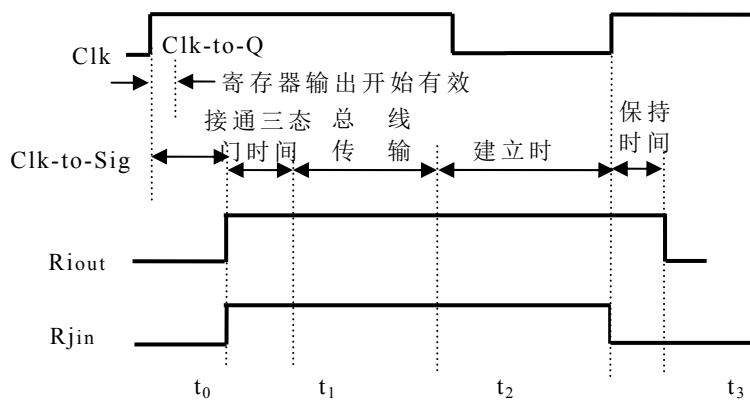 Clk
Clk-to-Q
寄存器输出开始有效
接通三态
门时间
总线
传输
保持
时间
Clk-to-Sig
建立时
Riout
Rjin
t0 t1 t2 t3